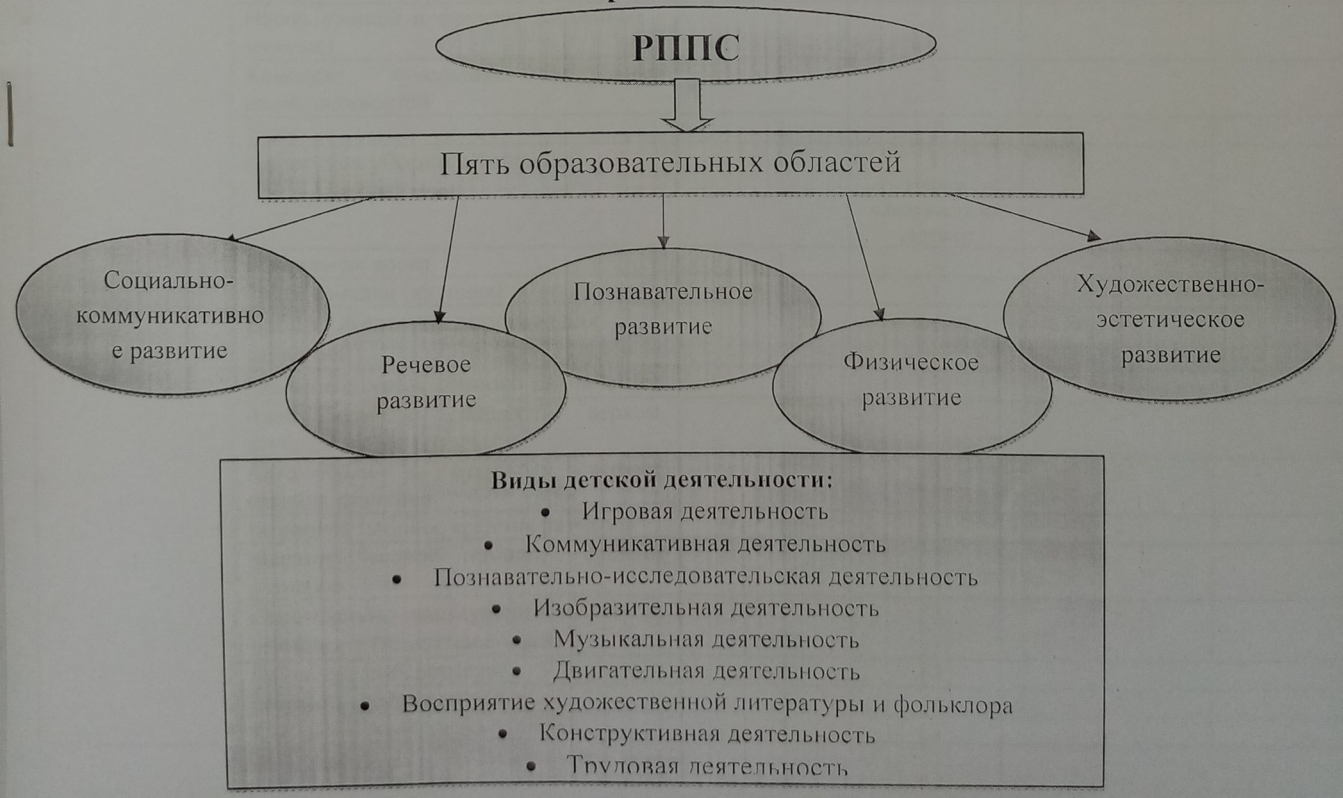 РППС
Пять образовательных областей
Социально-
коммуникативно
е развитие
Речевое
развитие
Познавательное
развитие
Физическое
развитие
Художественно-
эстетическое
развитие
Виды детской деятельности:
• Игровая деятельность
• Коммуникативная деятельность
• Познавательно-исследовательская деятельность
• Изобразительная деятельность
• Музыкальная деятельность
• Двигательная деятельность
• Восприятие художественной литературы и фольклора
• Конструктивная деятельность
• Трудовая деятельность